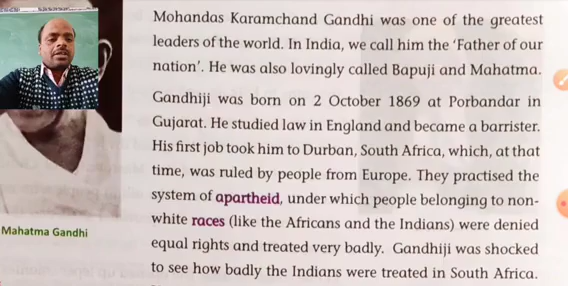 Mohandas Karamchand Gandhi was one of the greatest
leaders of the world. In India, we call him the ‘Father of our
nation’. He was also lovingly called Bapuji and Mahatma.
Gandhiji was born on 2 October 1869 at Porbandar in
Gujarat. He studied law in England and became a barrister.
His first job took him to Durban, South Africa, which, at that
time, was ruled by people from Europe. They practised the
system of apartheid, under which people belonging to non-
white races (like the Africans and the Indians) were denied
equal rights and treated very badly. Gandhiji was shocked
to see how badly the Indians were treated in South Africa.
Mahatma Gandhi